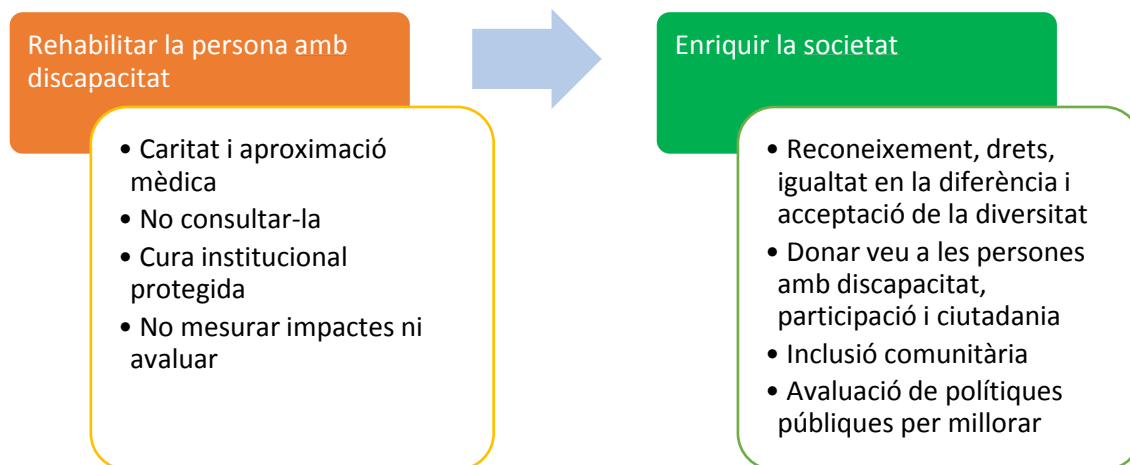 Rehabilitar la persona amb
discapacitat
• Caritat i aproximació
mèdica
• No consultar-la
• Cura institucional
protegida
• No mesurar impactes ni
avaluar
Enriquir la societat
• Reconeixement, drets,
igualtat en la diferència i
acceptació de la diversitat
• Donar veu a les persones
amb discapacitat,
participació i ciutadania
• Inclusió comunitària
• Avaluació de polítiques
públiques per millorar